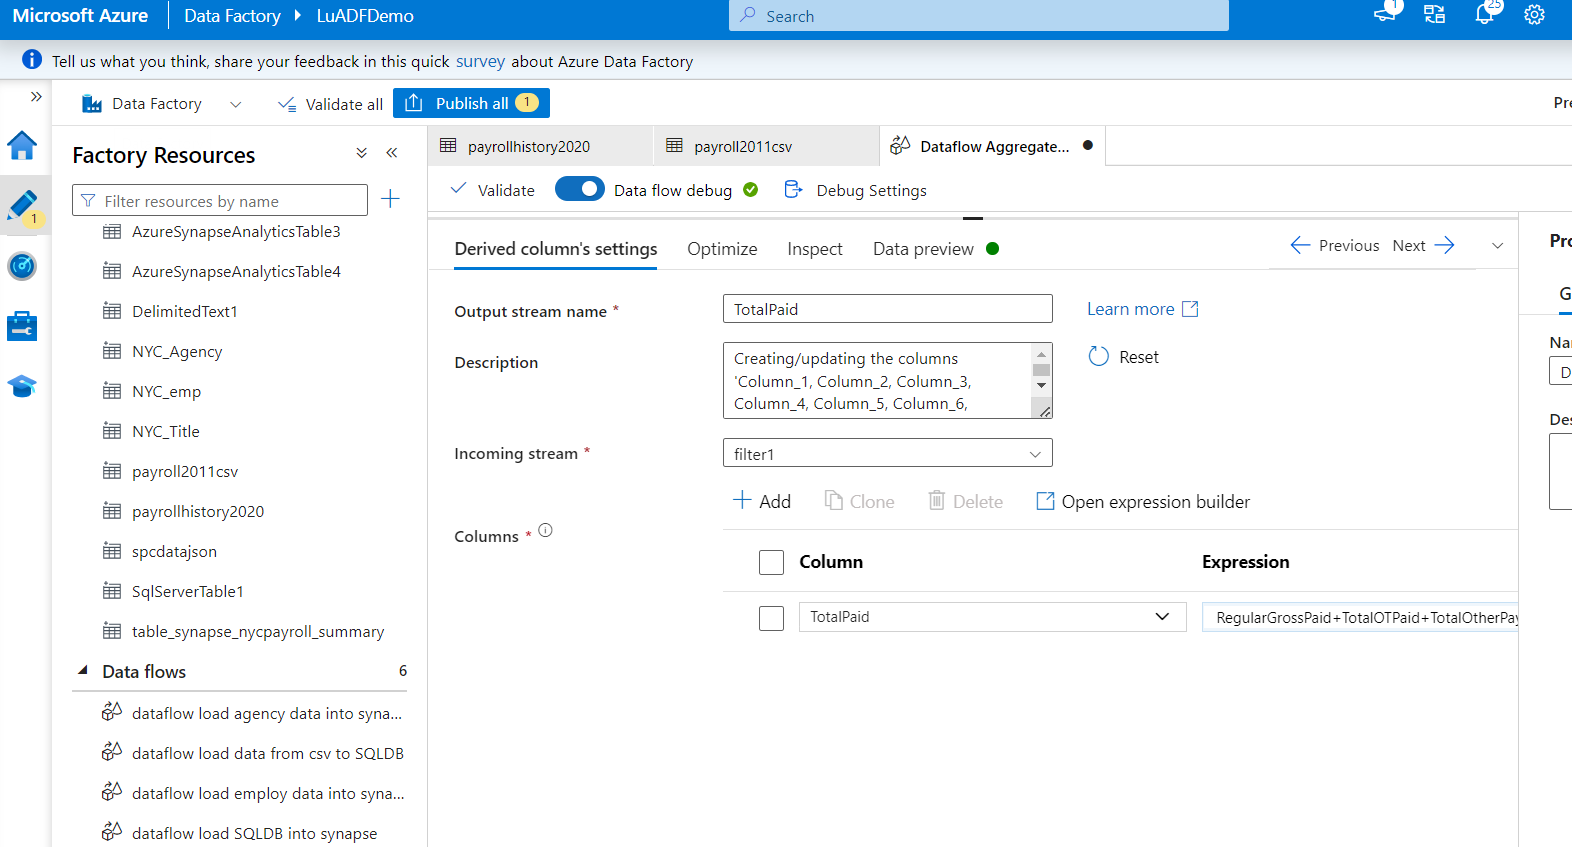 Microsoft Azure
Data Factory
LuADFDemo
Search
1
25
Tell us what you think, share your feedback in this quick survey about Azure Data Factory
Data Factory
Validate all
Publish all
1
Pre
Factory Resources
Filter resources by name
1
AzureSynapseAnalyticsTable3
AzureSynapseAnalyticsTable4
DelimitedText1
NYC_Agency
NYC_emp
NYC_Title
payroll2011csv
payrollhistory2020
spcdatajson
SqlServerTable1
table_synapse_nycpayroll_summary
Data flows
6
dataflow load agency data into syna...
dataflow load data from csv to SQLDB
dataflow load employ data into syna...
dataflow load SQLDB into synapse
payrollhistory2020
payroll2011csv
Dataflow Aggregate...
Validate
Data flow debug
Debug Settings
Derived column's settings
Optimize
Inspect
Data preview
Previous
Next
Output stream name *
TotalPaid
Learn more
Description
Creating/updating the columns
'Column_1, Column_2, Column_3,
Column_4, Column_5, Column_6,
Reset
Incoming stream *
filter1
Add
Clone
Delete
Open expression builder
Columns *
Column
Expression
TotalPaid
RegularGrossPaid+TotalOTPaid+TotalOtherPay
Pro
G
Nar
D
Des